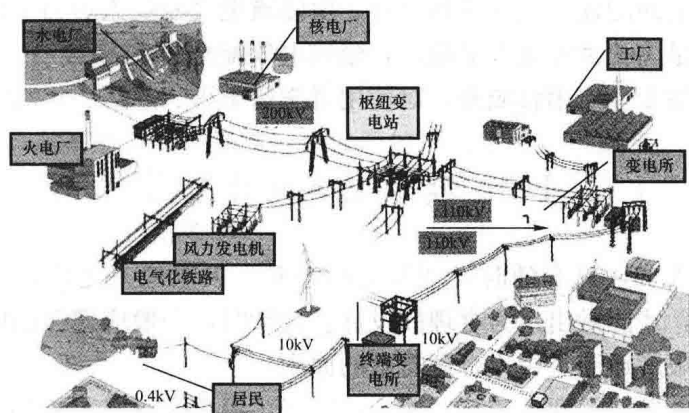 水电厂
核电厂
工厂
200kV
枢纽变
电站
火电厂
变电所
110kV
110kV
风力发电机
电气化铁路
10kV
10kV
终端变
电所
0.4kV
居民